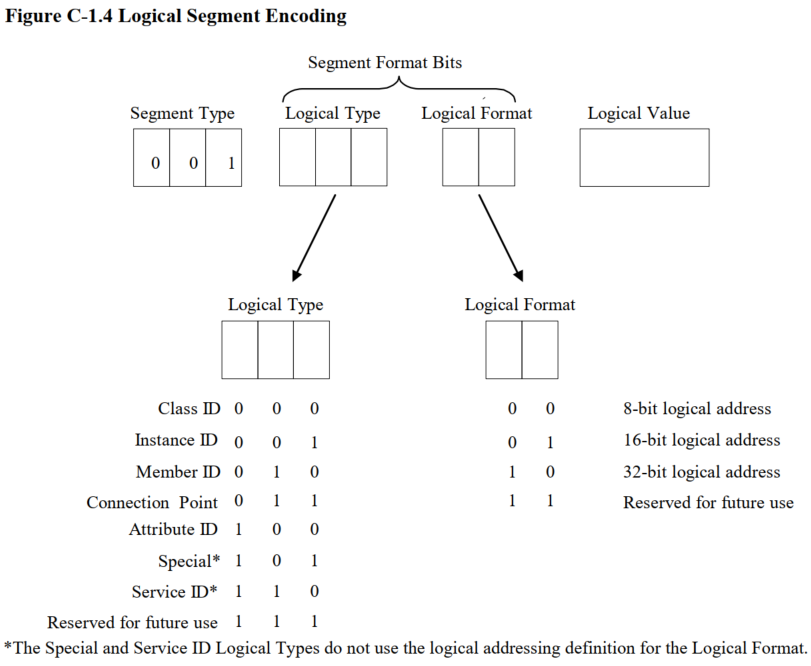 Figure C-1.4 Logical Segment Encoding
Segment Format Bits
Segment Type Logical Type Logical Format Logical Value
0 0 1
Logical Type Logical Format
Class ID 0 0 0 0 0 8-bit logical address
Instance ID 0 0 1 0 1 16-bit logical address
Member ID 0 1 0 1 0 32-bit logical address
Connection Point 0 1 1 1 1 Reserved for future use
Attribute ID 1 0 0
Special* 1 0 1
Service ID* 1 1 0
Reserved for future use 1 1 1
*The Special and Service ID Logical Types do not use the logical addressing definition for the Logical Format.